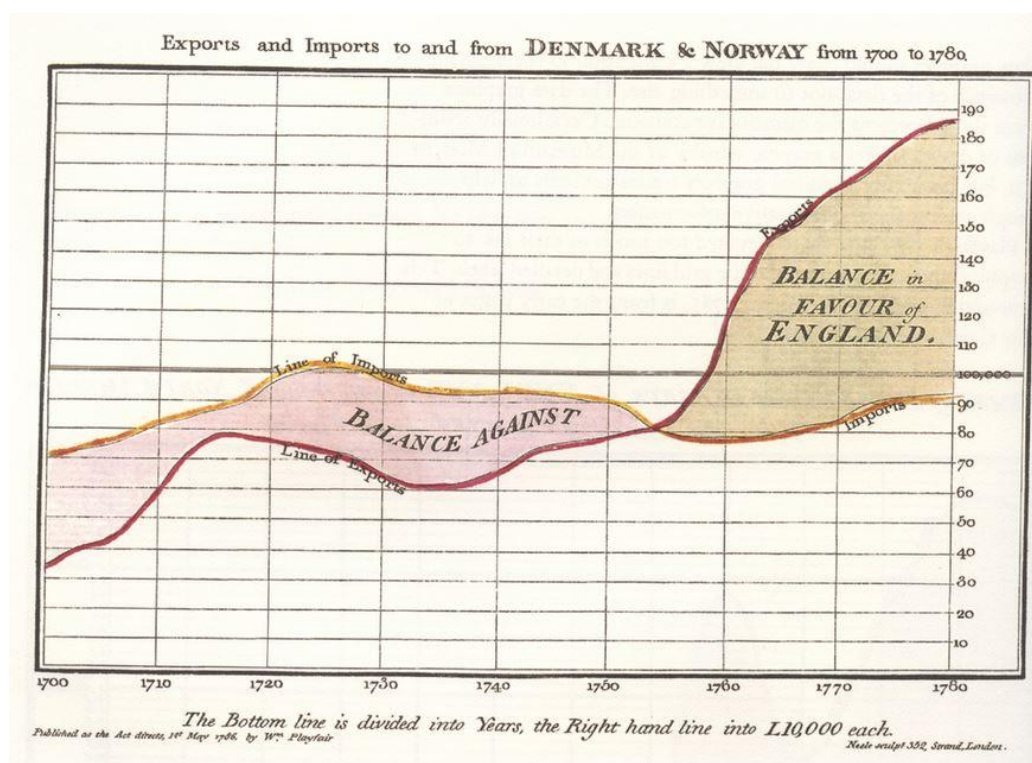 Exports and Imports to and from DENMARK & NORWAY from 1700 to 1780.
190
180
170
160
150
140
130
120
110
100,000
90
80
70
60
50
40
30
20
10
Exports
BALANCE in
FAVOUR of
ENGLAND.
Line of Imports
BALANCE AGAINST
Imports
Line of Exports
1700 1710 1720 1730 1740 1750 1760 1770 1780
The Bottom line is divided into Years, the Right hand line into L10,000 each.
Published as the Act directs, 1st May 1786, by Wm. Playfair
Neele sculpt 352, Strand, London.